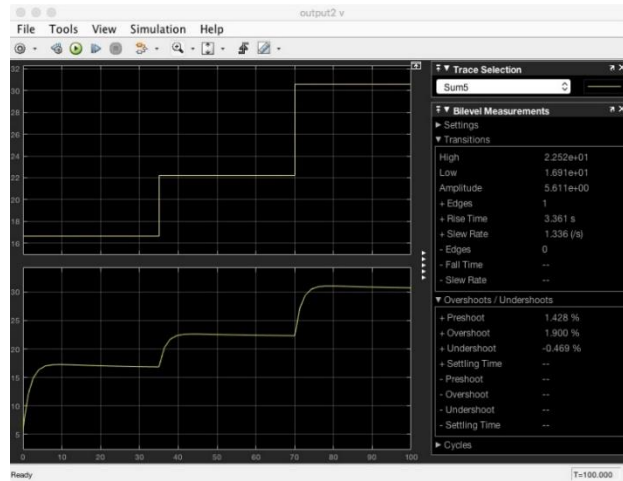 output2 v
File Tools View Simulation Help
32
30
28
26
24
22
20
18
16
30
25
20
15
10
5
0 10 20 30 40 50 60 70 80 90 100
Trace Selection
Sum5
Bilevel Measurements
Settings
Transitions
High 2.252e+01
Low 1.691e+01
Amplitude 5.611e+00
+ Edges 1
+ Rise Time 3.361 s
+ Slew Rate 1.336 (/s)
- Edges 0
- Fall Time --
- Slew Rate --
Overshoots / Undershoots
+ Preshoot 1.428 %
+ Overshoot 1.900 %
+ Undershoot -0.469 %
+ Settling Time --
- Preshoot --
- Overshoot --
- Undershoot --
- Settling Time --
Cycles
Ready T=100.000